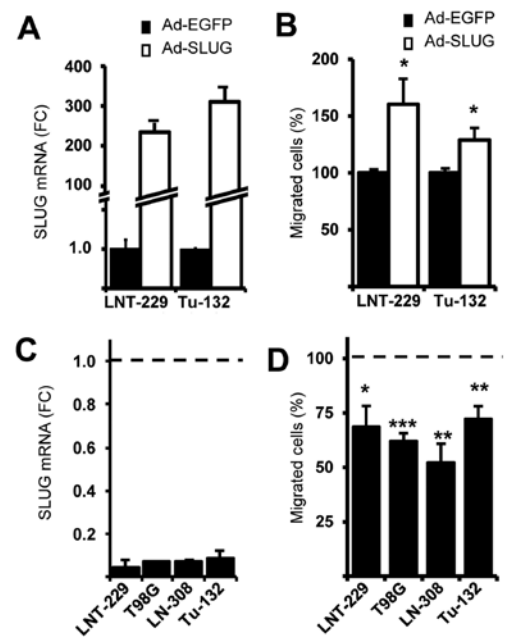 A
Ad-EGFP
Ad-SLUG
SLUG mRNA (FC)
400
300
200
100
1.0
LNT-229 Tu-132
B
Ad-EGFP
Ad-SLUG
Migrated cells (%)
200
150
100
50
*
*
LNT-229 Tu-132
C
SLUG mRNA (FC)
1.0
0.8
0.6
0.4
0.2
LNT-229
T98G
LN-308
Tu-132
D
Migrated cells (%)
100
75
50
25
*
***
**
**
LNT-229
T98G
LN-308
Tu-132